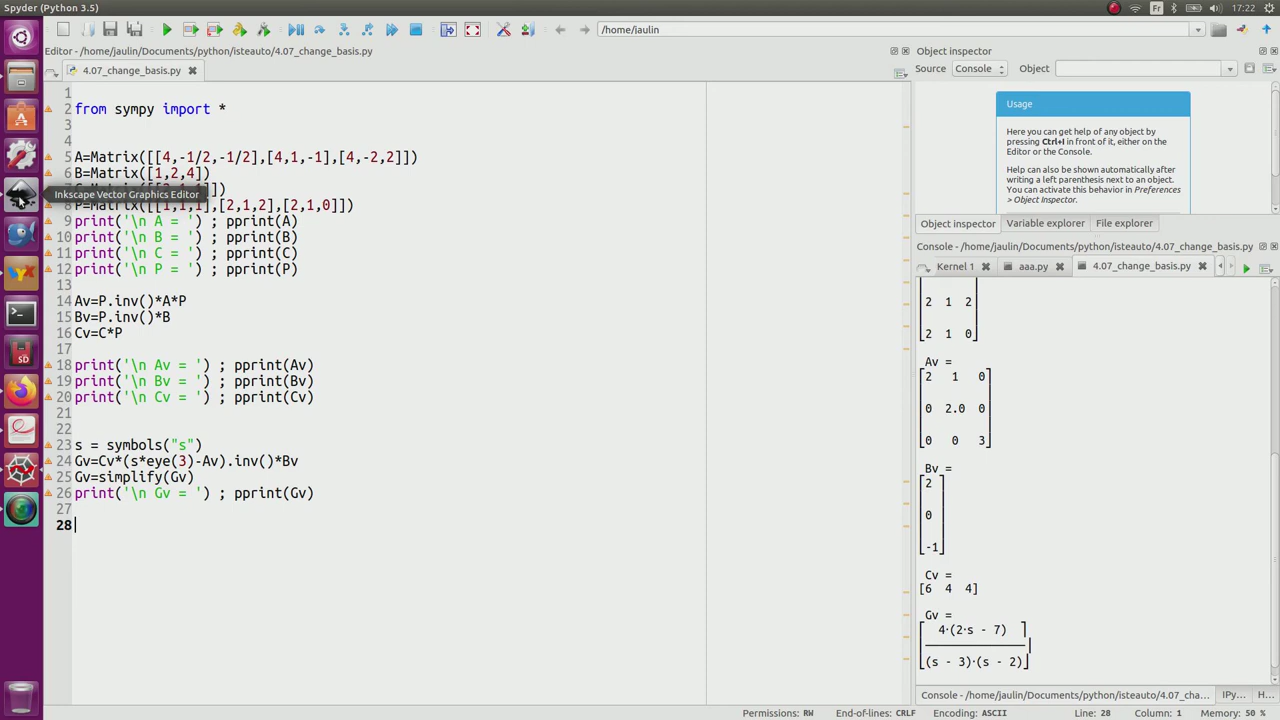 Spyder (Python 3.5)
Fr
17:22
/home/jaulin
Editor - /home/jaulin/Documents/python/isteauto/4.07_change_basis.py
4.07_change_basis.py
1
2 from sympy import *
3
4
5 A=Matrix([[4,-1/2,-1/2],[4,1,-1],[4,-2,2]])
6 B=Matrix([1,2,4])
Inkscape Vector Graphics Editor
8 P=Matrix([[1,1,1],[2,1,2],[2,1,0]])
9 print('\n A = ') ; pprint(A)
10 print('\n B = ') ; pprint(B)
11 print('\n C = ') ; pprint(C)
12 print('\n P = ') ; pprint(P)
13
14 Av=P.inv()*A*P
15 Bv=P.inv()*B
16 Cv=C*P
17
18 print('\n Av = ') ; pprint(Av)
19 print('\n Bv = ') ; pprint(Bv)
20 print('\n Cv = ') ; pprint(Cv)
21
22
23 s = symbols("s")
24 Gv=Cv*(s*eye(3)-Av).inv()*Bv
25 Gv=simplify(Gv)
26 print('\n Gv = ') ; pprint(Gv)
27
28
Object inspector
Source Console Object
Usage
Here you can get help of any object by
pressing Ctrl+I in front of it, either on the
Editor or the Console.
Help can also be shown automatically after
writing a left parenthesis next to an object.
You can activate this behavior in Preferences
> Object Inspector.
Object inspector Variable explorer File explorer
Console - /home/jaulin/Documents/python/isteauto/4.07_change_basis.py
Kernel 1 aaa.py 4.07_change_basis.py
2 1 2
2 1 0
Av =
2 1 0
0 2.0 0
0 0 3
Bv =
2
0
-1
Cv =
[6 4 4]
Gv =
4·(2·s - 7)
(s - 3)·(s - 2)
Console - /home/jaulin/Documents/python/isteauto/4.07_cha... IPy... H...
Permissions: RW End-of-lines: CRLF Encoding: ASCII Line: 28 Column: 1 Memory: 50 %